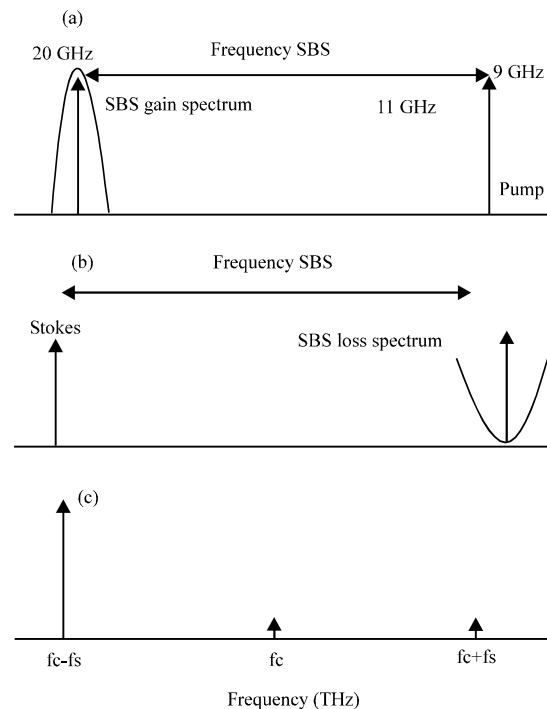 (a)
Frequency SBS
20 GHz
9 GHz
SBS gain spectrum
11 GHz
Pump
(b)
Frequency SBS
Stokes
SBS loss spectrum
(c)
fc-fs
fc
fc+fs
Frequency (THz)